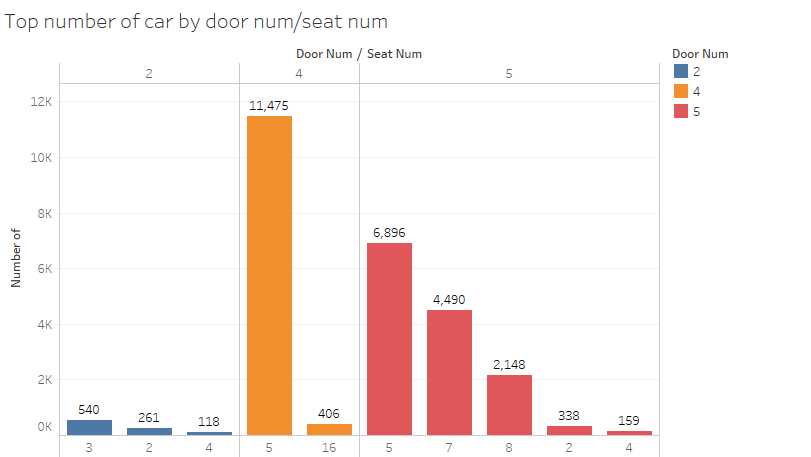 Top number of car by door num/seat num
Door Num / Seat Num
Door Num
2
4
5
2
4
5
12K
10K
8K
6K
4K
2K
0K
Number of
11,475
6,896
4,490
2,148
540
261
118
406
338
159
3
2
4
5
16
5
7
8
2
4